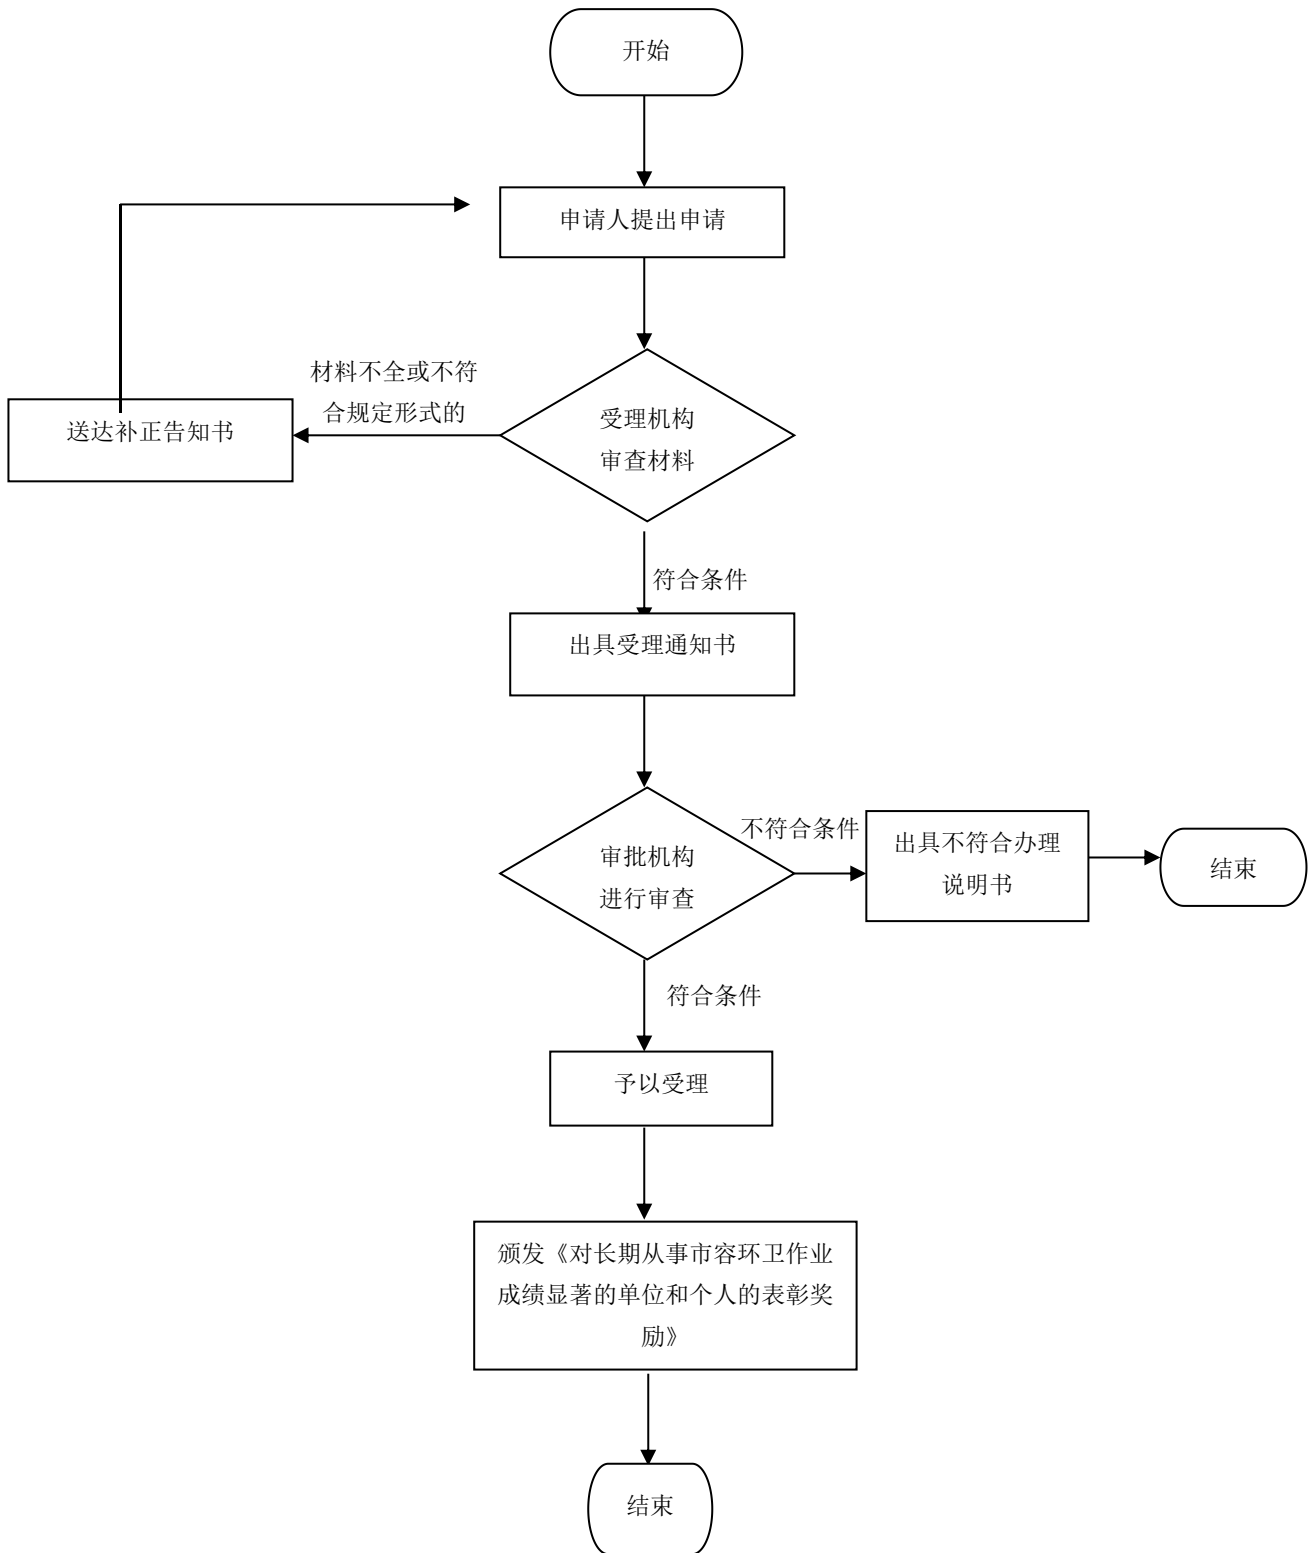 开始
申请人提出申请
材料不全或不符
合规定形式的
送达补正告知书
受理机构
审查材料
符合条件
出具受理通知书
审批机构
进行审查
不符合条件
出具不符合办理
说明书
结束
符合条件
予以受理
颁发《对长期从事市容环卫作业
成绩显著的单位和个人的表彰奖
励》
结束